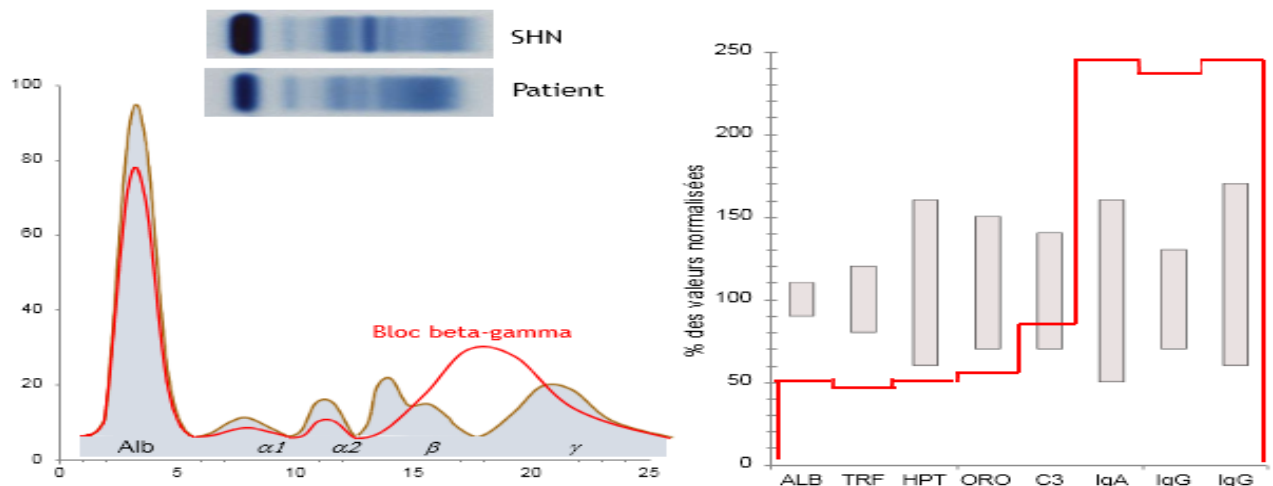 SHN
Patient
100
80
60
40
20
0
Bloc beta-gamma
Alb
α1
α2
β
γ
0 5 10 15 20 25
% des valeurs normalisées
250
200
150
100
50
0
ALB TRF HPT ORO C3 IgA IgG IgG